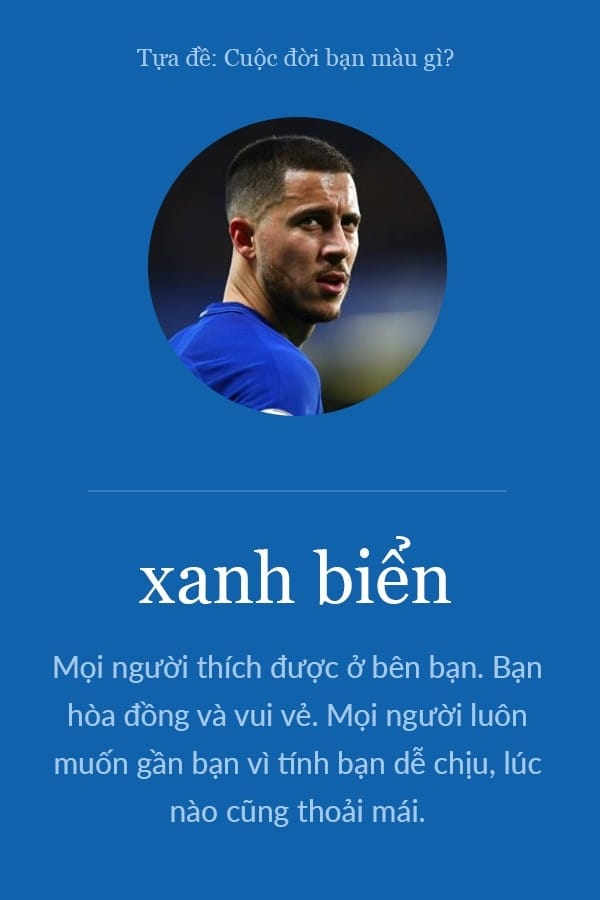 Tựa đề: Cuộc đời bạn màu gì?
xanh biển
Mọi người thích được ở bên bạn. Bạn
hòa đồng và vui vẻ. Mọi người luôn
muốn gần bạn vì tính bạn dễ chịu, lúc
nào cũng thoải mái.